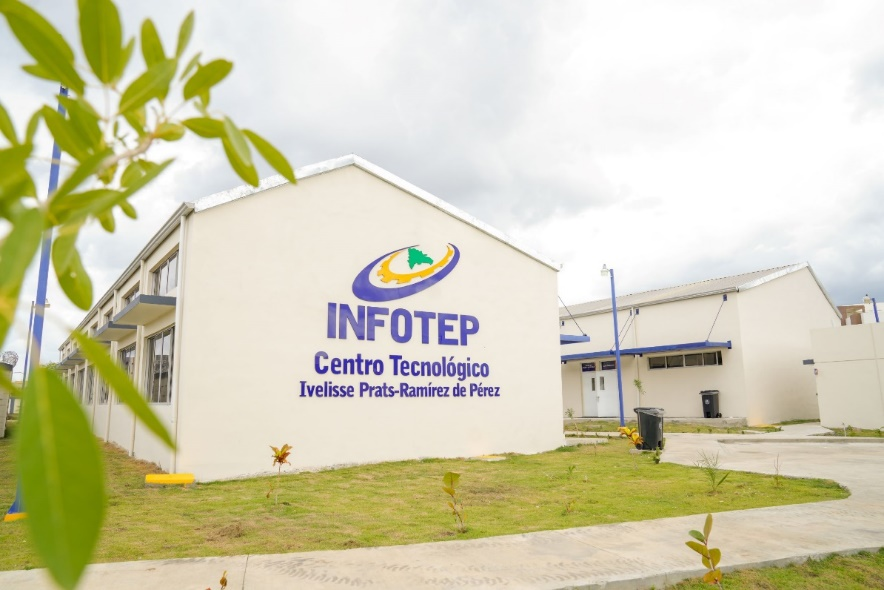 INFOTEP
Centro Tecnológico
Ivelisse Prats-Ramírez de Pérez